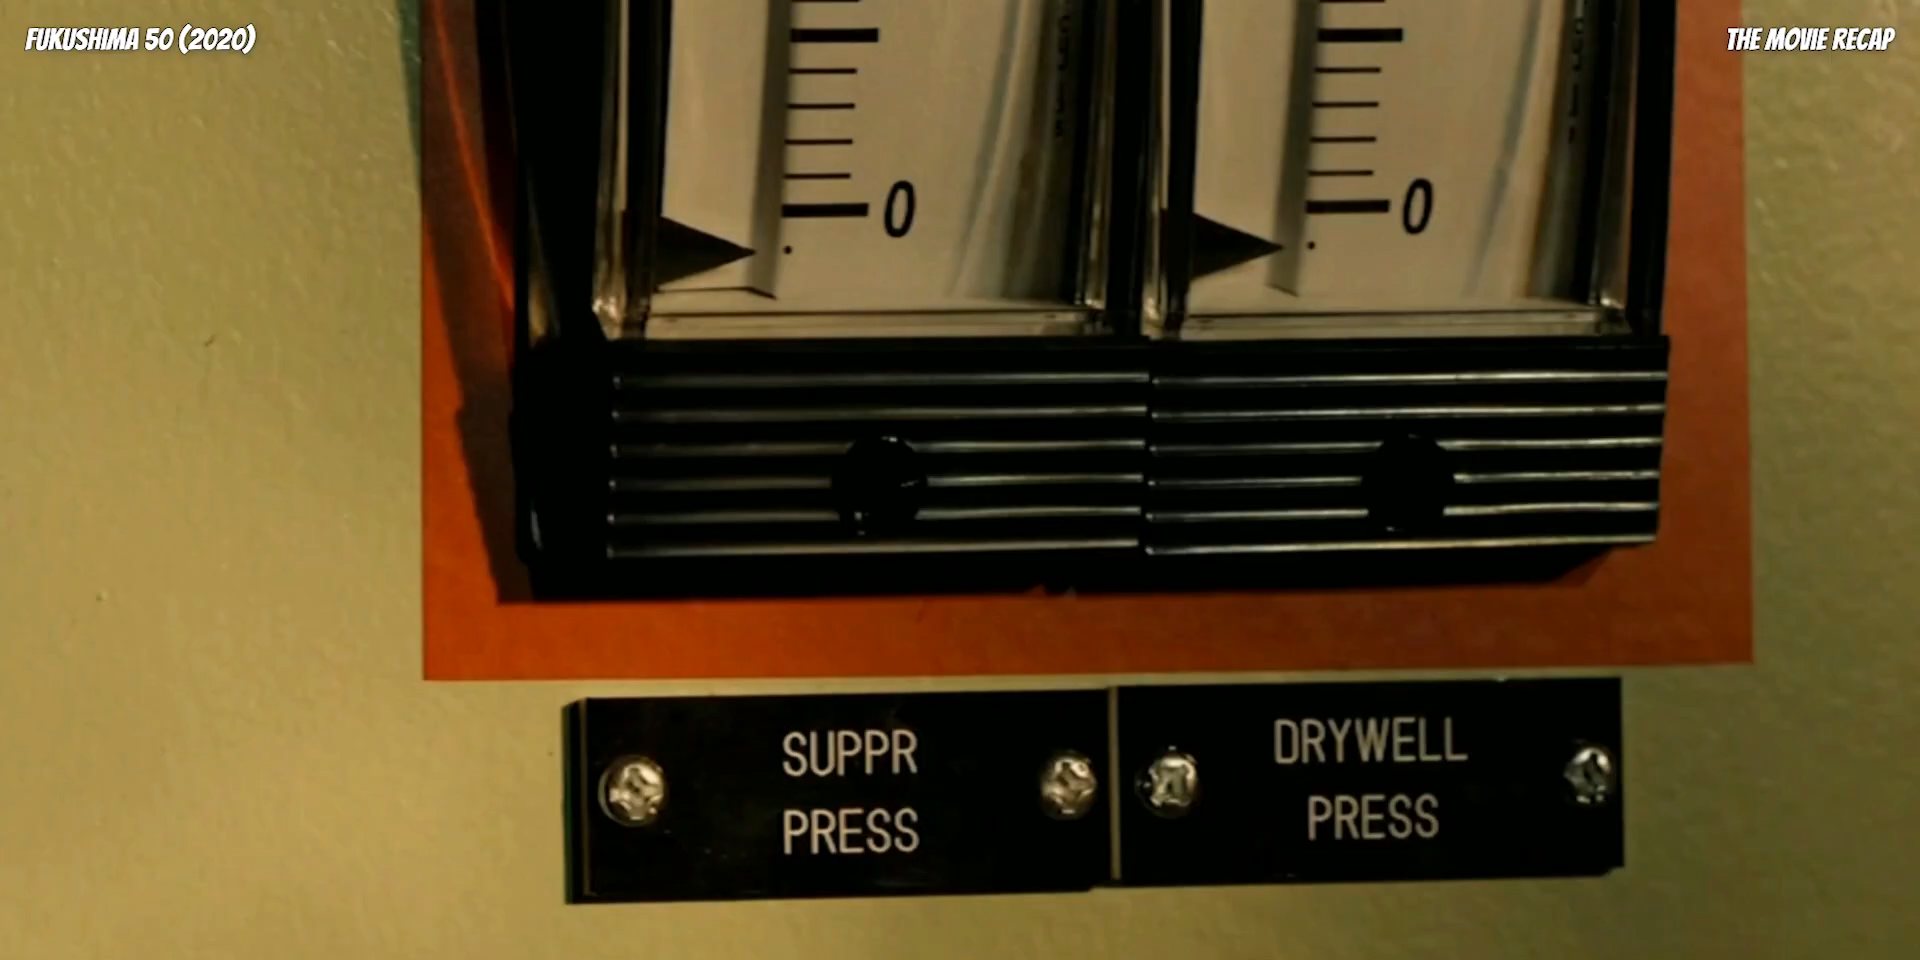 FUKUSHIMA 50 (2020)
THE MOVIE RECAP
0
0
SUPPR
PRESS
DRYWELL
PRESS